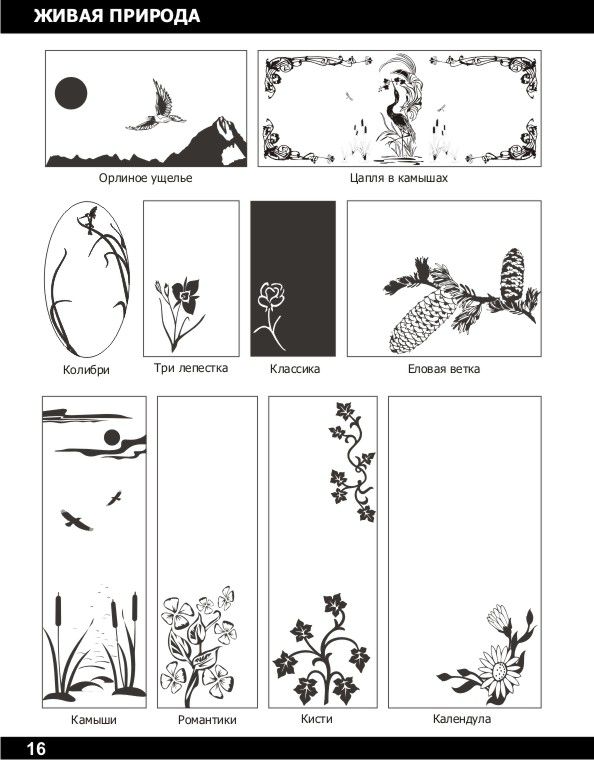 ЖИВАЯ ПРИРОДА
Орлиное ущелье
Цапля в камышах
Колибри
Три лепестка
Классика
Еловая ветка
Камыши
Романтики
Кисти
Календула
16